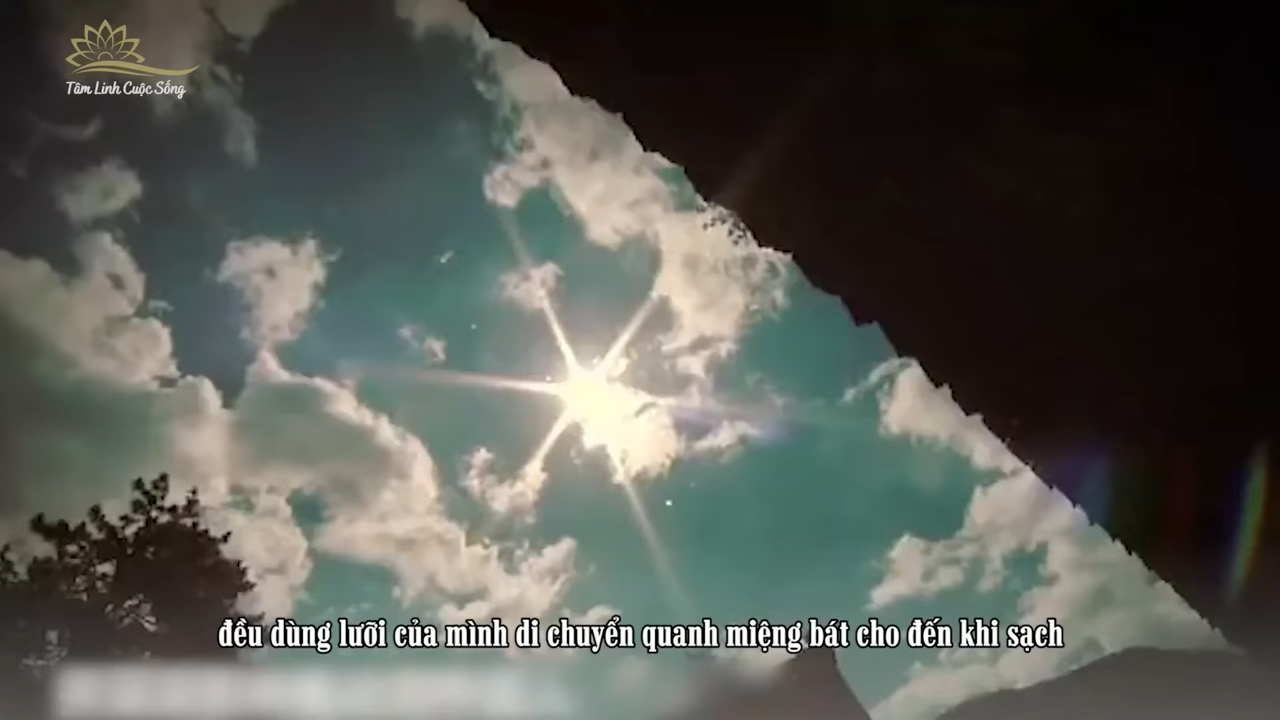 Tâm Linh Cuộc Sống
đều dùng lưỡi của mình di chuyển quanh miệng bát cho đến khi sạch